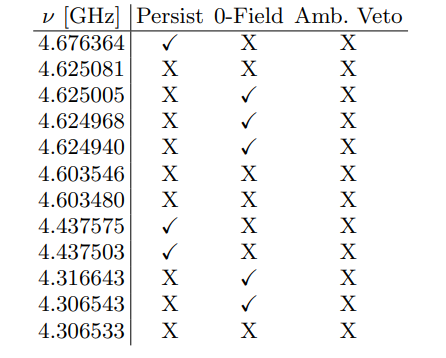 ν [GHz] Persist 0-Field Amb. Veto
4.676364 ✓ X X
4.625081 X X X
4.625005 X ✓ X
4.624968 X ✓ X
4.624940 X ✓ X
4.603546 X X X
4.603480 X X X
4.437575 ✓ X X
4.437503 ✓ X X
4.316643 X ✓ X
4.306543 X ✓ X
4.306533 X X X